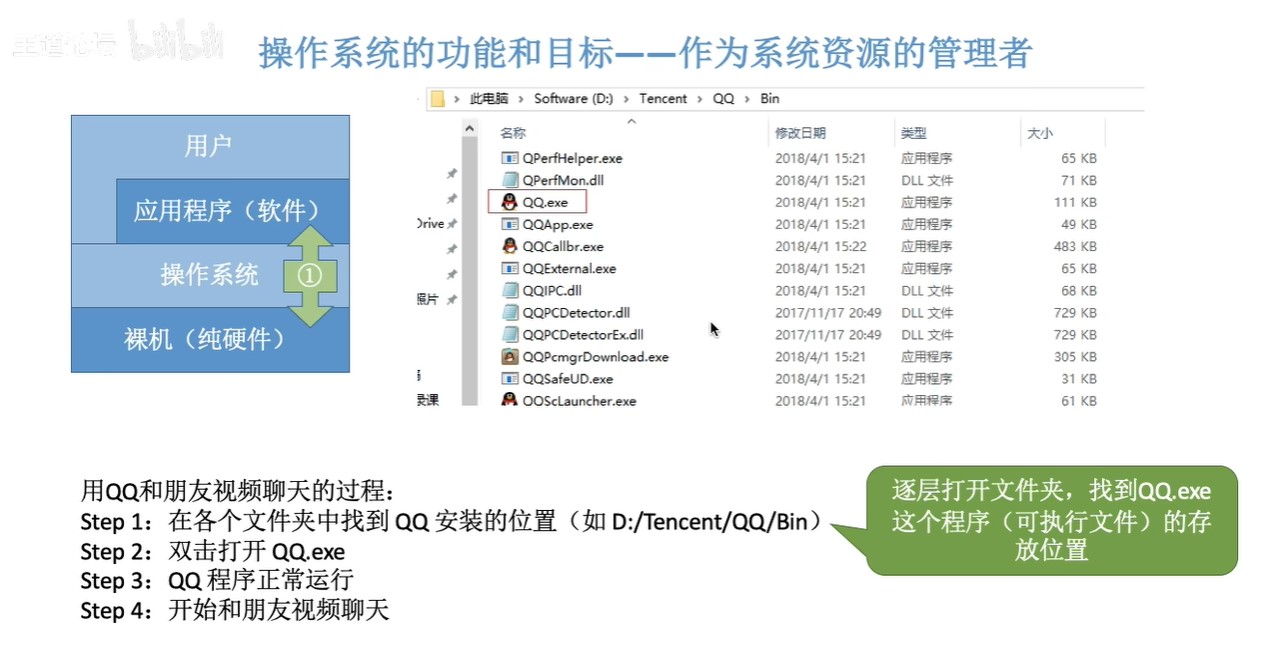 王道论坛 bilibili
操作系统的功能和目标——作为系统资源的管理者
此电脑 › Software (D:) › Tencent › QQ › Bin
用户
应用程序（软件）
操作系统
①
裸机（纯硬件）
Drive
照片
录课
名称 修改日期 类型 大小
QPerfHelper.exe 2018/4/1 15:21 应用程序 65 KB
QPerfMon.dll 2018/4/1 15:21 DLL 文件 71 KB
QQ.exe 2018/4/1 15:21 应用程序 111 KB
QQApp.exe 2018/4/1 15:21 应用程序 49 KB
QQCallbr.exe 2018/4/1 15:22 应用程序 483 KB
QQExternal.exe 2018/4/1 15:21 应用程序 65 KB
QQIPC.dll 2018/4/1 15:21 DLL 文件 68 KB
QQPCDetector.dll 2017/11/17 20:49 DLL 文件 729 KB
QQPCDetectorEx.dll 2017/11/17 20:49 DLL 文件 729 KB
QQPcmgrDownload.exe 2018/4/1 15:21 应用程序 305 KB
QQSafeUD.exe 2018/4/1 15:21 应用程序 31 KB
QQScLauncher.exe 2018/4/1 15:21 应用程序 61 KB
用QQ和朋友视频聊天的过程：
Step 1：在各个文件夹中找到 QQ 安装的位置（如 D:/Tencent/QQ/Bin）
Step 2：双击打开 QQ.exe
Step 3：QQ 程序正常运行
Step 4：开始和朋友视频聊天
逐层打开文件夹，找到QQ.exe
这个程序（可执行文件）的存
放位置